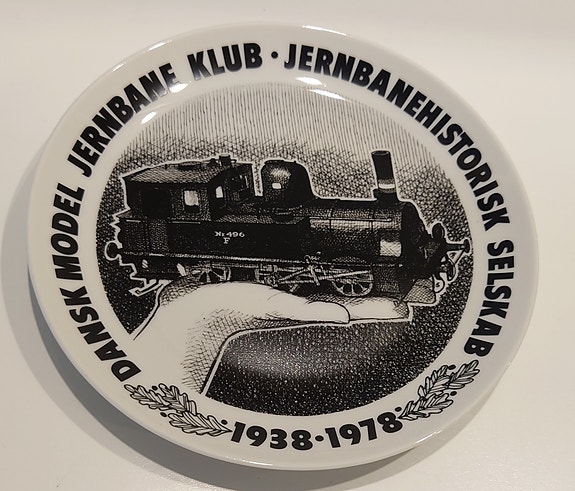 DANSK MODEL JERNBANE KLUB · JERNBANEHISTORISK SELSKAB
Nr 496
F
1938·1978